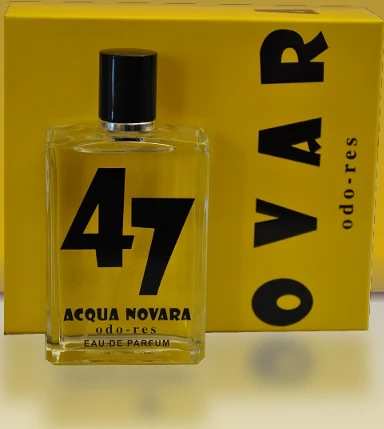 47
ACQUA NOVARA
odo-res
EAU DE PARFUM
OVAR
odo-res